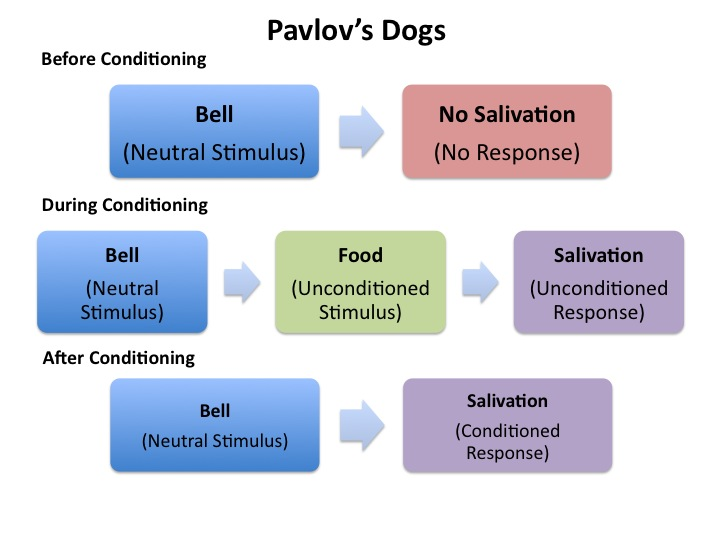 Pavlov's Dogs
Before Conditioning
Bell
(Neutral Stimulus)
No Salivation
(No Response)
During Conditioning
Bell
(Neutral
Stimulus)
Food
(Unconditioned
Stimulus)
Salivation
(Unconditioned
Response)
After Conditioning
Bell
(Neutral Stimulus)
Salivation
(Conditioned
Response)